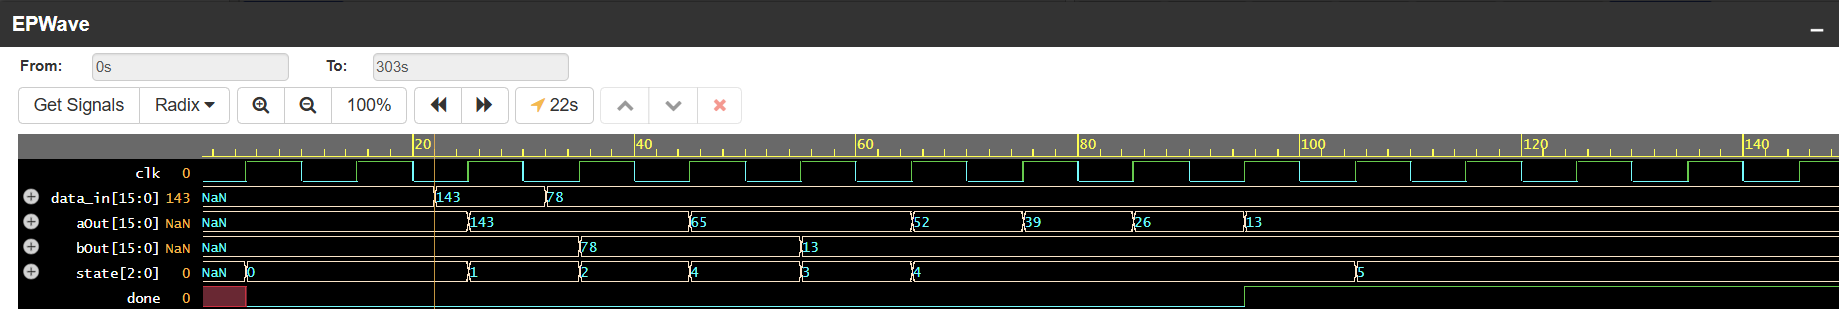 EPWave
From: 0s To: 303s
Get Signals Radix 100% 22s
20 40 60 80 100 120 140
clk 0
data_in[15:0] 143 NaN 143 78
aOut[15:0] NaN NaN 143 65 52 39 26 13
bOut[15:0] NaN NaN 78 13
state[2:0] 0 NaN 0 1 2 4 3 4 5
done 0